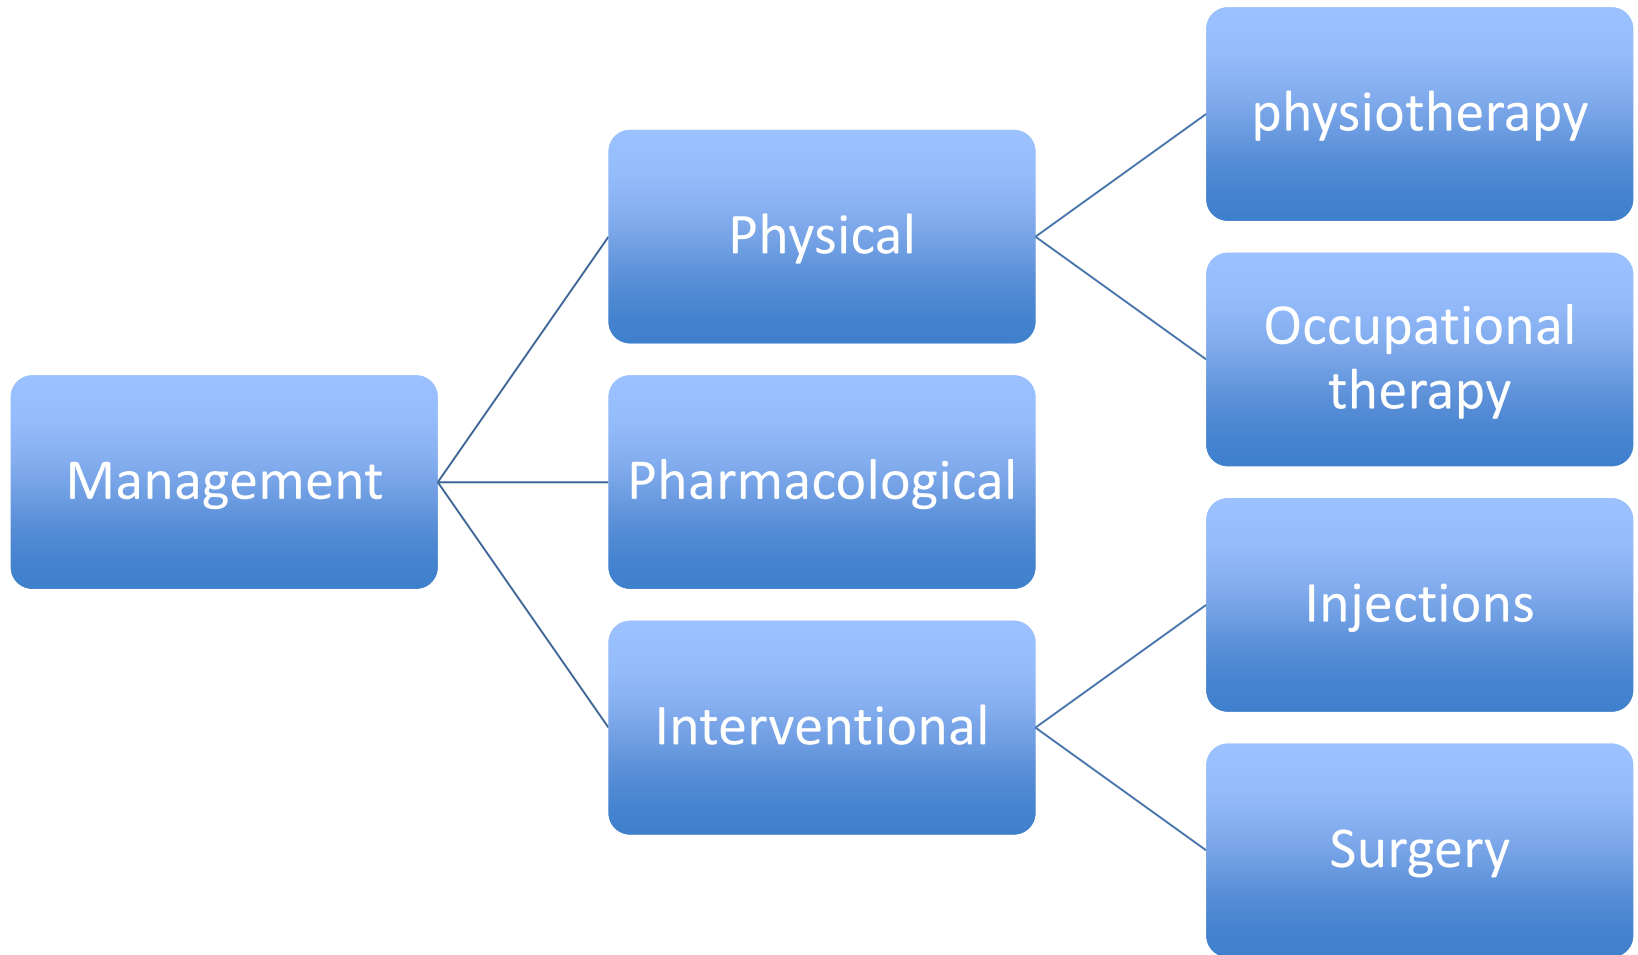 Management
Physical
physiotherapy
Occupational
therapy
Pharmacological
Interventional
Injections
Surgery